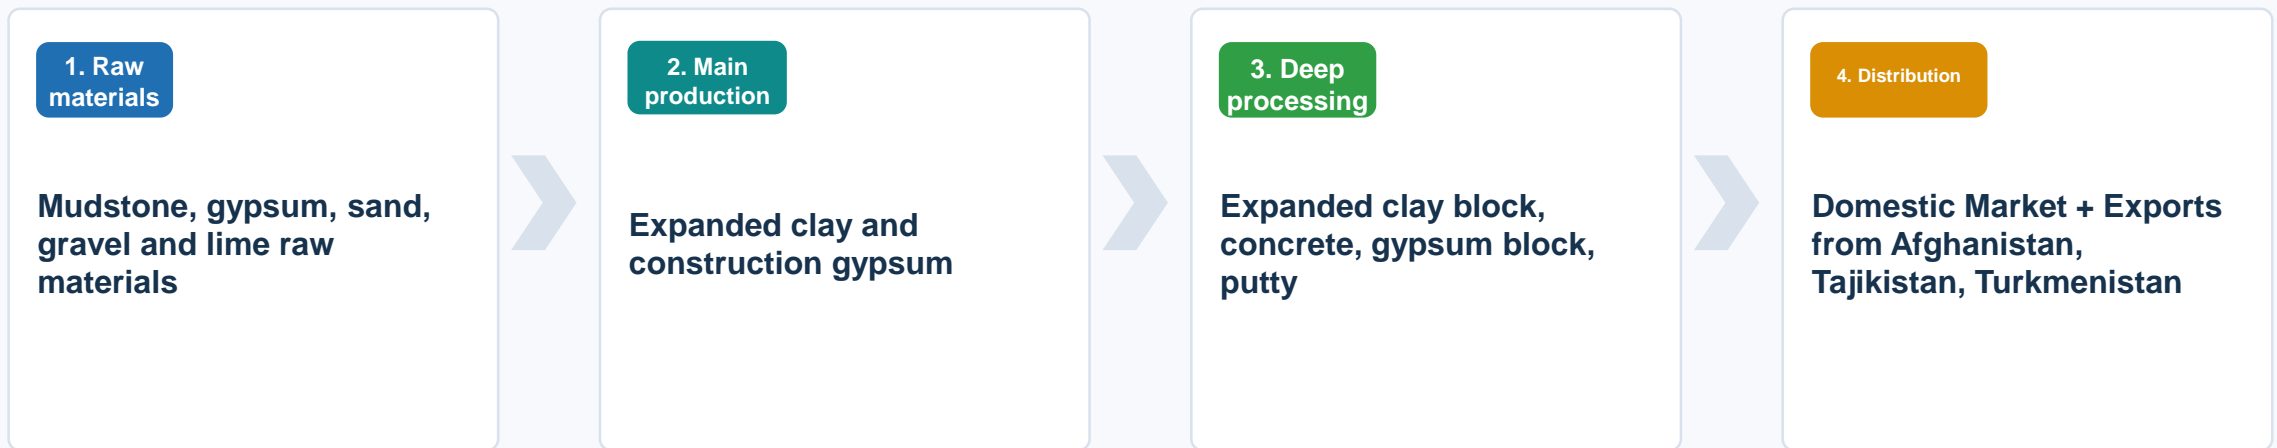 1. Raw
materials
Mudstone, gypsum, sand,
gravel and lime raw
materials
2. Main
production
Expanded clay and
construction gypsum
3. Deep
processing
Expanded clay block,
concrete, gypsum block,
putty
4. Distribution
Domestic Market + Exports
from Afghanistan,
Tajikistan, Turkmenistan